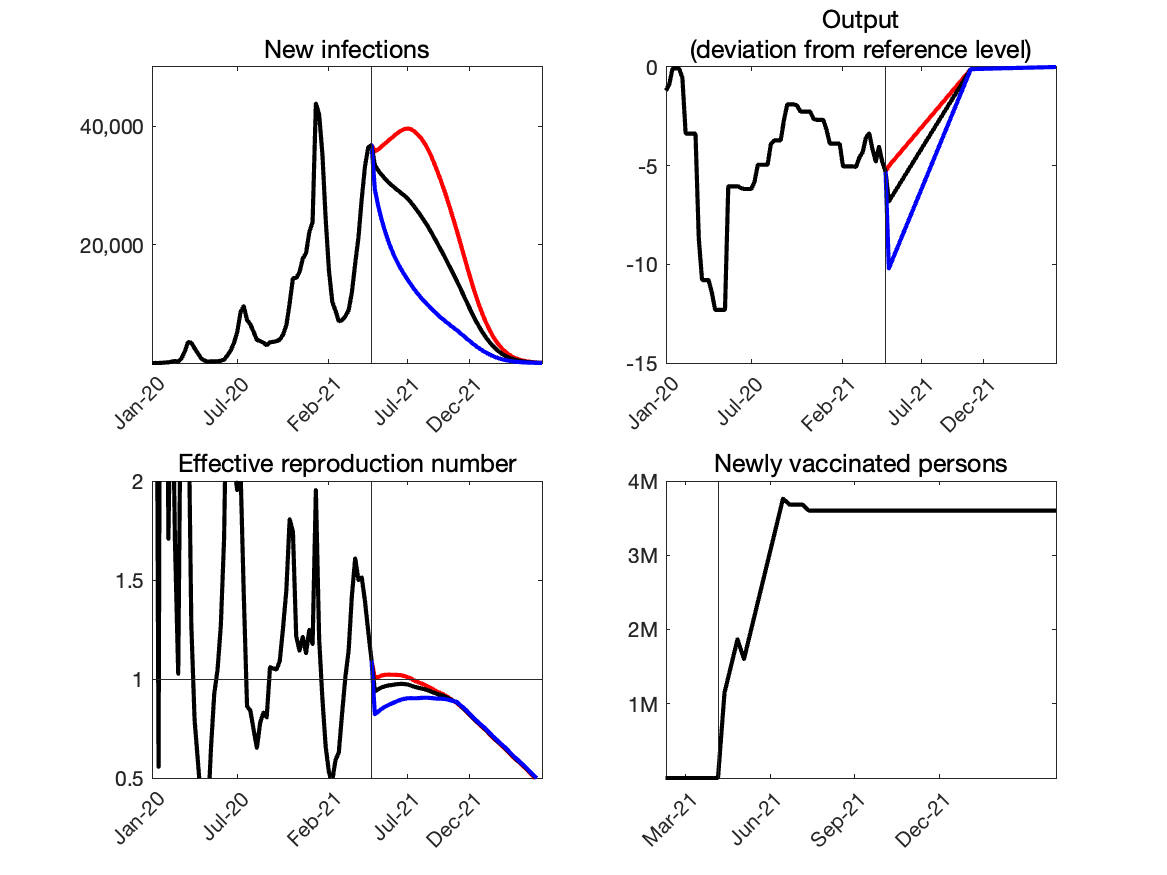 New infections
40,000
20,000
Jan-20
Jul-20
Feb-21
Jul-21
Dec-21
Output
(deviation from reference level)
0
-5
-10
-15
Jan-20
Jul-20
Feb-21
Jul-21
Dec-21
Effective reproduction number
2
1.5
1
0.5
Jan-20
Jul-20
Feb-21
Jul-21
Dec-21
Newly vaccinated persons
4M
3M
2M
1M
Mar-21
Jun-21
Sep-21
Dec-21